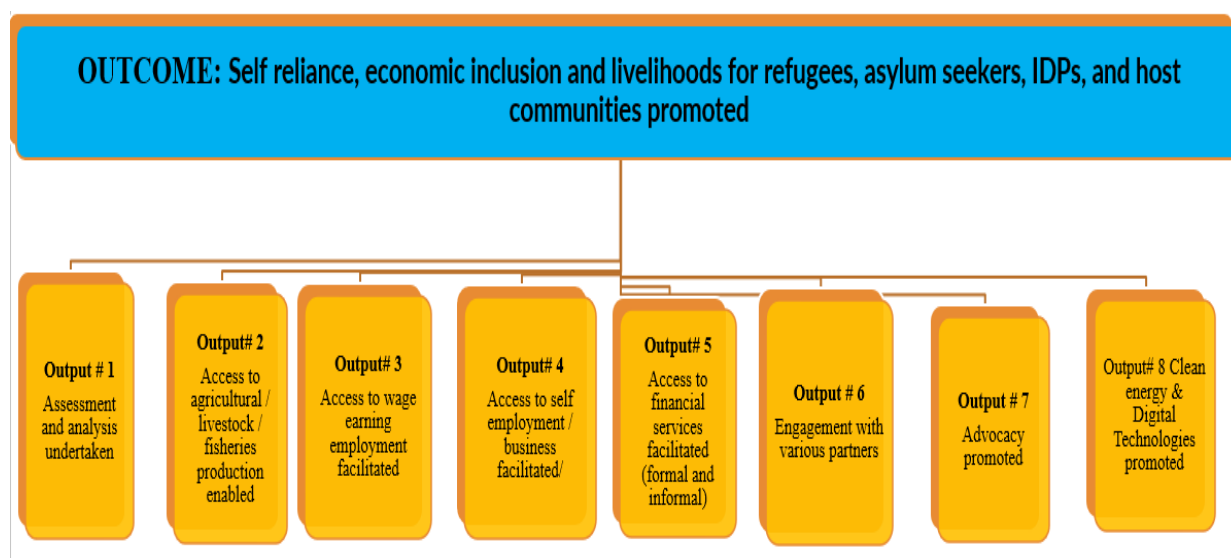 OUTCOME: Self reliance, economic inclusion and livelihoods for refugees, asylum seekers, IDPs, and host
communities promoted
Output # 1
Assessment
and analysis
undertaken
Output# 2
Access to
agricultural /
livestock /
fisheries
production
enabled
Output# 3
Access to wage
earning
employment
facilitated
Output# 4
Access to self
employment /
business
facilitated/
Output# 5
Access to
financial
services
facilitated
(formal and
informal)
Output # 6
Engagement with
various partners
Output # 7
Advocacy
promoted
Output# 8 Clean
energy &
Digital
Technologies
promoted